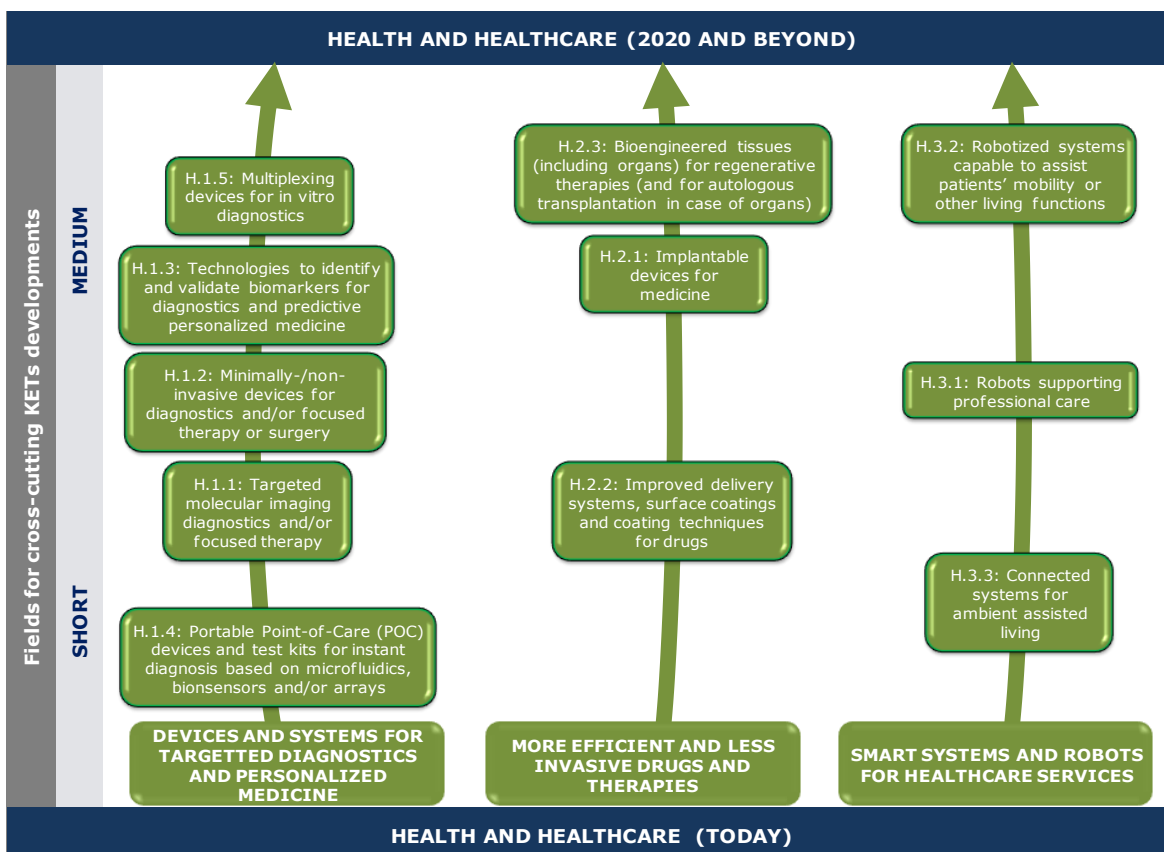 HEALTH AND HEALTHCARE (2020 AND BEYOND)
Fields for cross-cutting KETs developments
MEDIUM
SHORT
H.1.5: Multiplexing
devices for in vitro
diagnostics
H.1.3: Technologies to identify
and validate biomarkers for
diagnostics and predictive
personalized medicine
H.1.2: Minimally-/non-
invasive devices for
diagnostics and/or focused
therapy or surgery
H.1.1: Targeted
molecular imaging
diagnostics and/or
focused therapy
H.1.4: Portable Point-of-Care (POC)
devices and test kits for instant
diagnosis based on microfluidics,
bionsensors and/or arrays
DEVICES AND SYSTEMS FOR
TARGETTED DIAGNOSTICS
AND PERSONALIZED
MEDICINE
H.2.3: Bioengineered tissues
(including organs) for regenerative
therapies (and for autologous
transplantation in case of organs)
H.2.1: Implantable
devices for
medicine
H.2.2: Improved delivery
systems, surface coatings
and coating techniques
for drugs
MORE EFFICIENT AND LESS
INVASIVE DRUGS AND
THERAPIES
H.3.2: Robotized systems
capable to assist
patients’ mobility or
other living functions
H.3.1: Robots supporting
professional care
H.3.3: Connected
systems for
ambient assisted
living
SMART SYSTEMS AND ROBOTS
FOR HEALTHCARE SERVICES
HEALTH AND HEALTHCARE (TODAY)